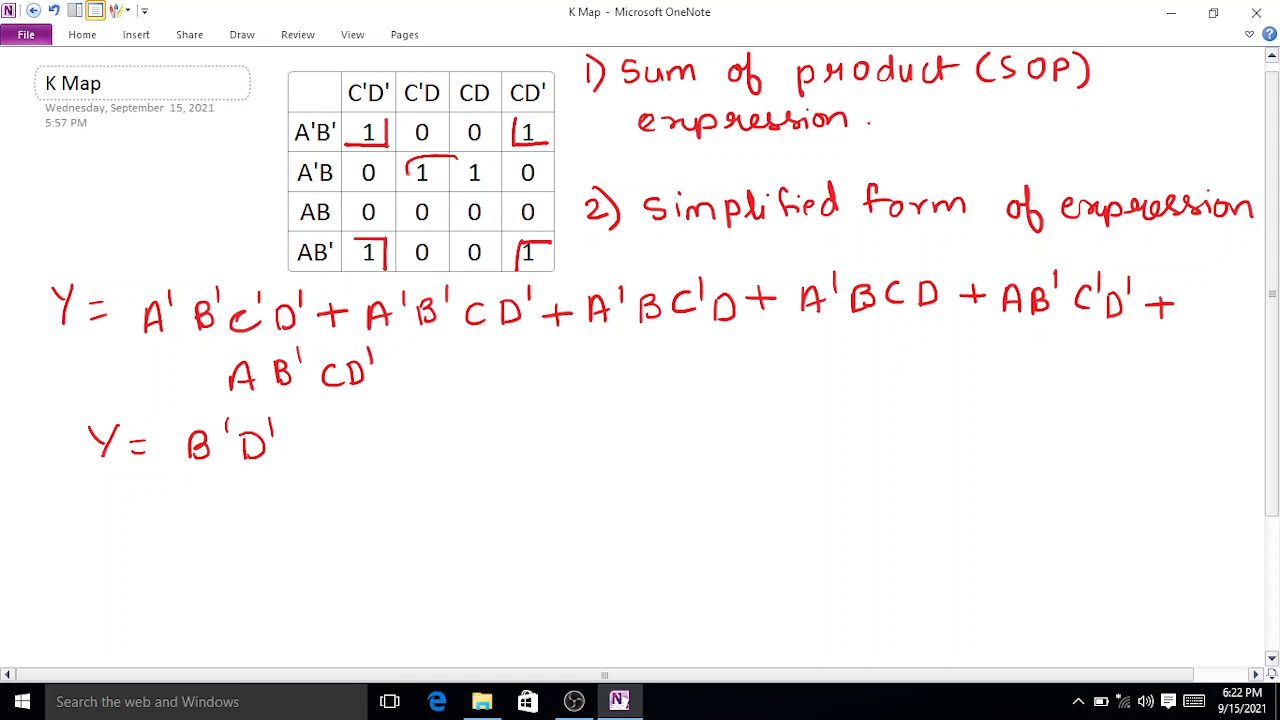 K Map - Microsoft OneNote
File Home Insert Share Draw Review View Pages
K Map
Wednesday, September 15, 2021
5:57 PM
C'D' C'D CD CD'
A'B' 1 0 0 1
A'B 0 1 1 0
AB 0 0 0 0
AB' 1 0 0 1
1) Sum of product (SOP)
expression.
2) Simplified form of expression
Y = A'B'C'D' + A'B'CD' + A'BC'D + A'BCD + AB'C'D' +
AB'CD'
Y = B'D'
Search the web and Windows
6:22 PM
9/15/2021